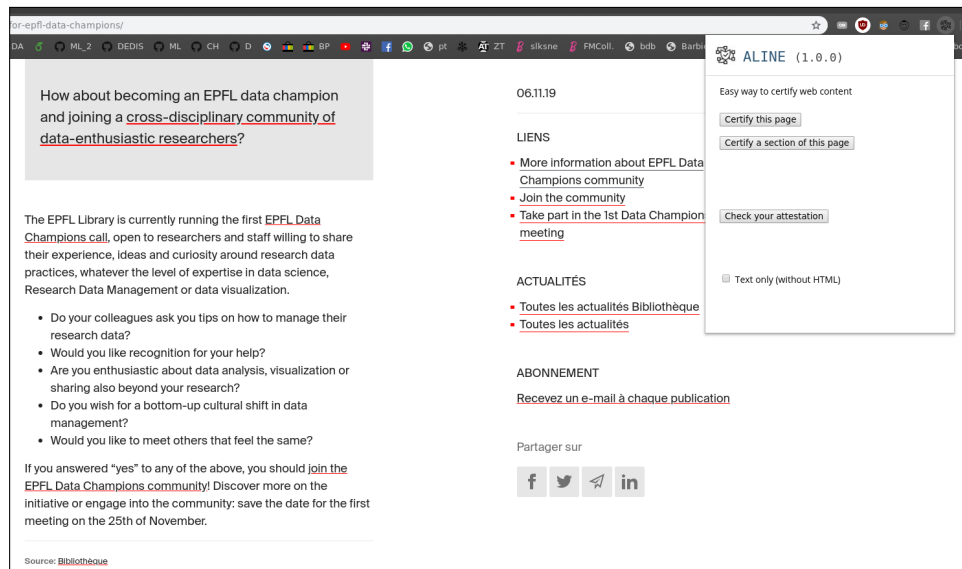 for-epfl-data-champions/
DA ML_2 DEDIS ML CH D BP pt ZT slksne FMColl. bdb
How about becoming an EPFL data champion
and joining a cross-disciplinary community of
data-enthusiastic researchers?
The EPFL Library is currently running the first EPFL Data
Champions call, open to researchers and staff willing to share
their experience, ideas and curiosity around research data
practices, whatever the level of expertise in data science,
Research Data Management or data visualization.
Do your colleagues ask you tips on how to manage their
research data?
Would you like recognition for your help?
Are you enthusiastic about data analysis, visualization or
sharing also beyond your research?
Do you wish for a bottom-up cultural shift in data
management?
Would you like to meet others that feel the same?
If you answered “yes” to any of the above, you should join the
EPFL Data Champions community! Discover more on the
initiative or engage into the community: save the date for the first
meeting on the 25th of November.
Source: Bibliothèque
06.11.19
LIENS
More information about EPFL Data
Champions community
Join the community
Take part in the 1st Data Champion
meeting
ACTUALITÉS
Toutes les actualités Bibliothèque
Toutes les actualités
ABONNEMENT
Recevez un e-mail à chaque publication
Partager sur
ALINE (1.0.0)
Easy way to certify web content
Certify this page
Certify a section of this page
Check your attestation
Text only (without HTML)